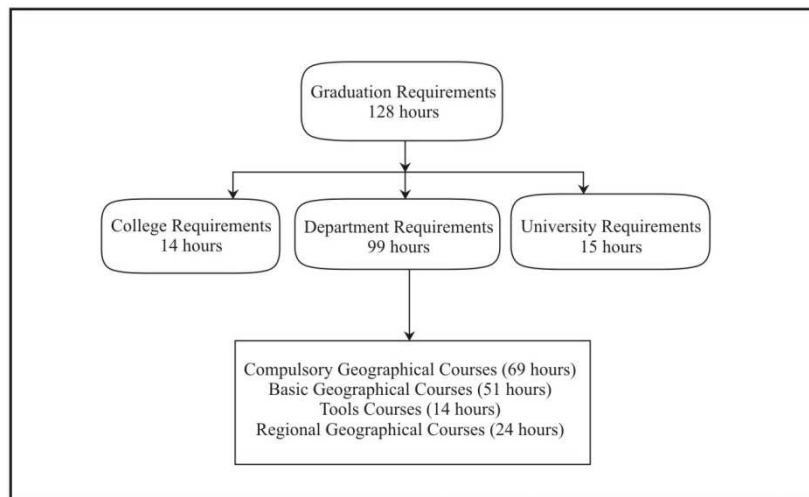 Graduation Requirements
128 hours
College Requirements
14 hours
Department Requirements
99 hours
University Requirements
15 hours
Compulsory Geographical Courses (69 hours)
Basic Geographical Courses (51 hours)
Tools Courses (14 hours)
Regional Geographical Courses (24 hours)